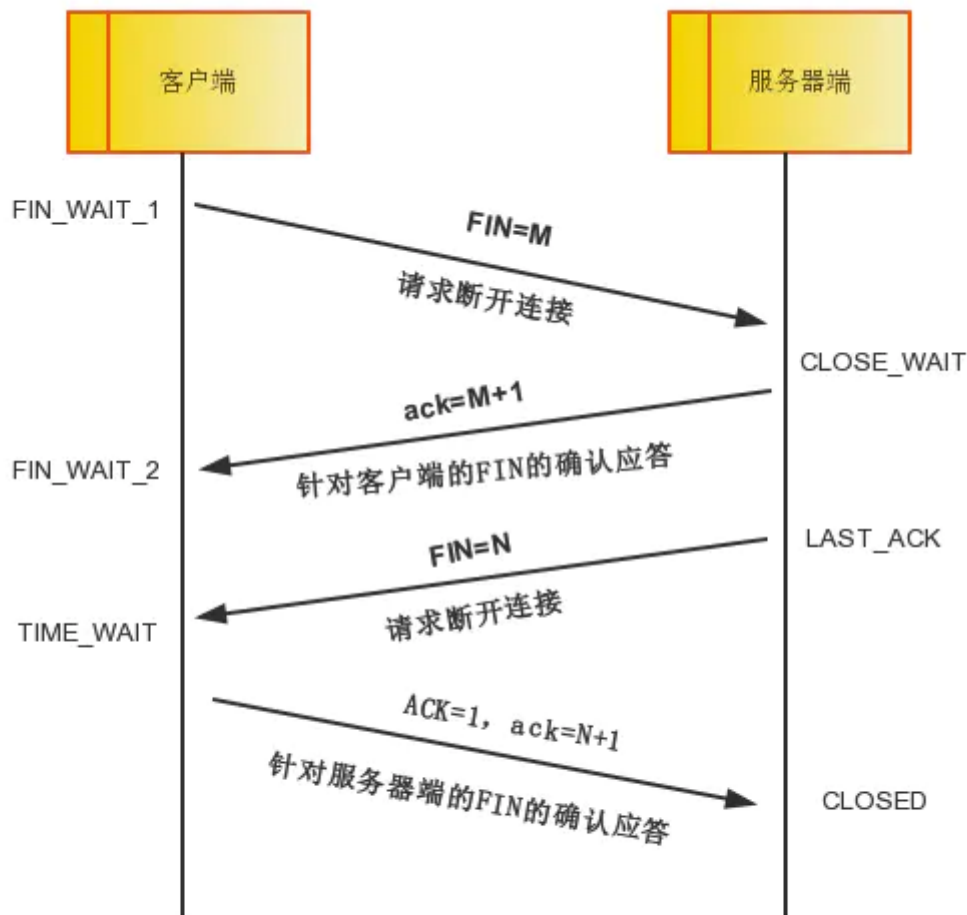 客户端
服务器端
FIN_WAIT_1
FIN=M
请求断开连接
CLOSE_WAIT
ack=M+1
针对客户端的FIN的确认应答
FIN_WAIT_2
LAST_ACK
FIN=N
请求断开连接
TIME_WAIT
ACK=1, ack=N+1
针对服务器端的FIN的确认应答
CLOSED